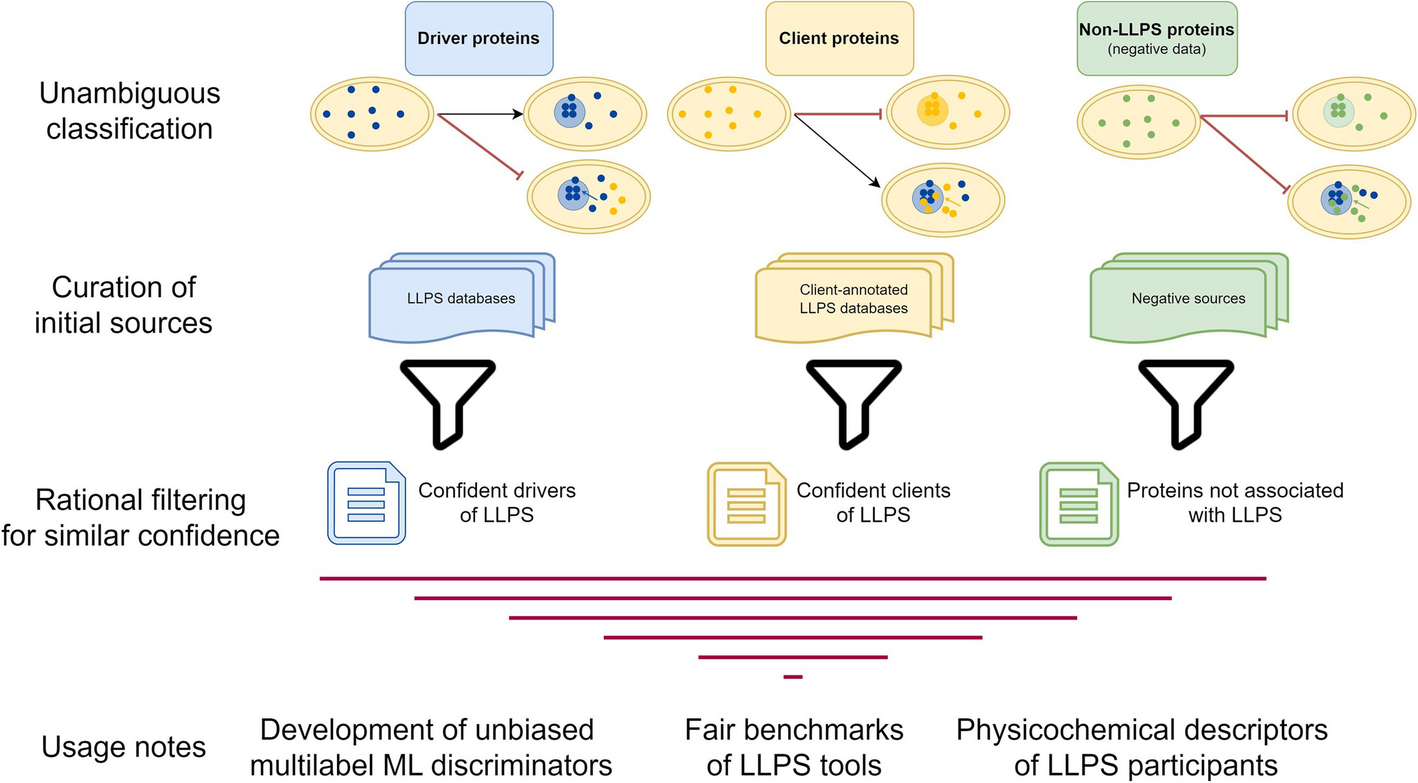 Driver proteins
Client proteins
Non-LLPS proteins
(negative data)
Unambiguous
classification
Curation of
initial sources
LLPS databases
Client-annotated
LLPS databases
Negative sources
Rational filtering
for similar confidence
Confident drivers
of LLPS
Confident clients
of LLPS
Proteins not associated
with LLPS
Usage notes
Development of unbiased
multilabel ML discriminators
Fair benchmarks
of LLPS tools
Physicochemical descriptors
of LLPS participants